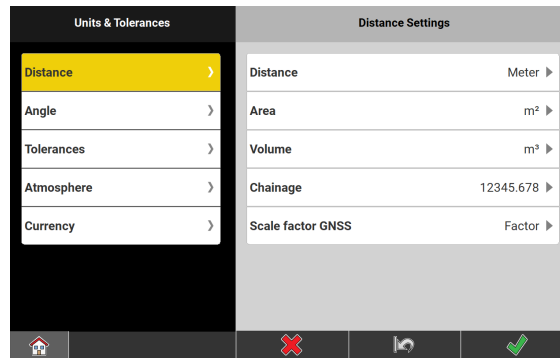 Units & Tolerances
Distance Settings
Distance
Angle
Tolerances
Atmosphere
Currency
Distance Meter
Area m²
Volume m³
Chainage 12345.678
Scale factor GNSS Factor